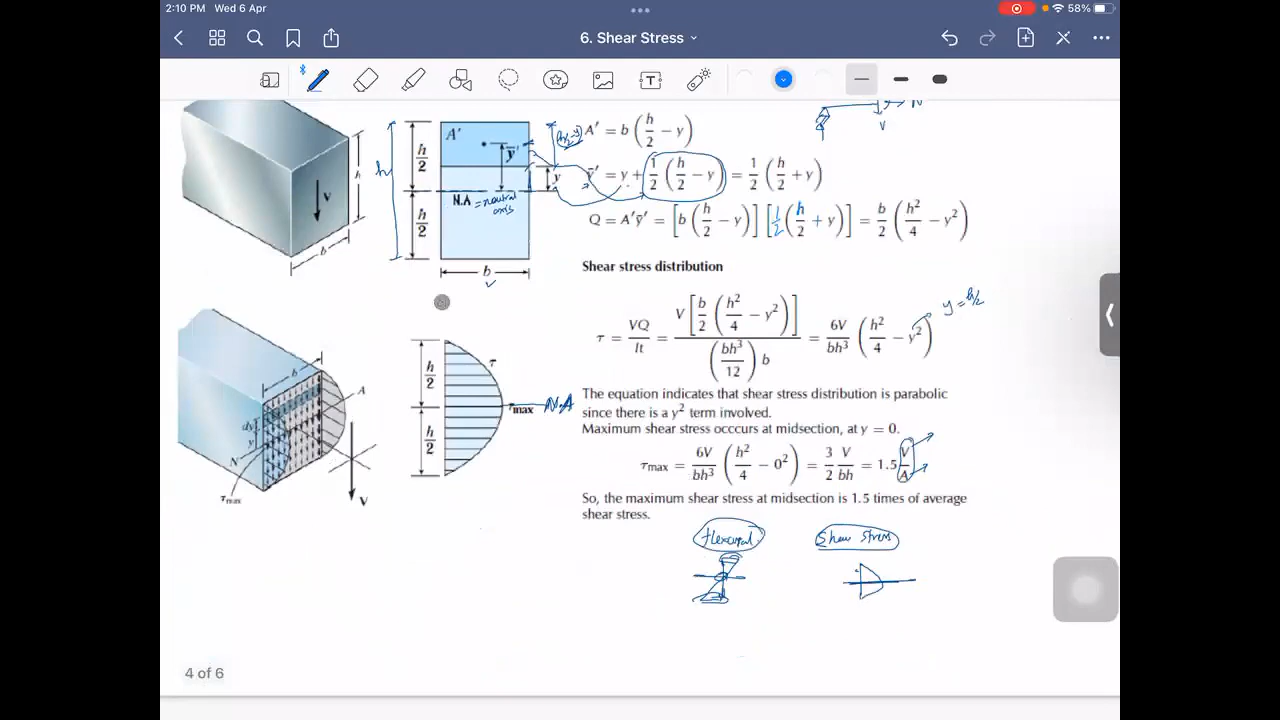 2:10 PM Wed 6 Apr
58%
6. Shear Stress
A'
h/2
h/2
h
ȳ'
y
N.A = neutral axis
b
(h/2-y)
V
h
b
V
A' = b(h/2 − y)
ȳ' = y + 1/2(h/2 − y) = 1/2(h/2 + y)
Q = A'ȳ' = [b(h/2 − y)][1/2(h/2 + y)] = b/2(h²/4 − y²)
Shear stress distribution
τ = VQ/It = V[b/2(h²/4 − y²)]/(bh³/12)b = 6V/bh³(h²/4 − y²)
y = h/2
The equation indicates that shear stress distribution is parabolic
since there is a y² term involved.
Maximum shear stress occcurs at midsection, at y = 0.
τmax = 6V/bh³(h²/4 − 0²) = 3/2 V/bh = 1.5 V/A
So, the maximum shear stress at midsection is 1.5 times of average
shear stress.
b
A
dy
y
N
τmax
V
h/2
h/2
τ
τmax N.A
flexural
Shear stress
4 of 6